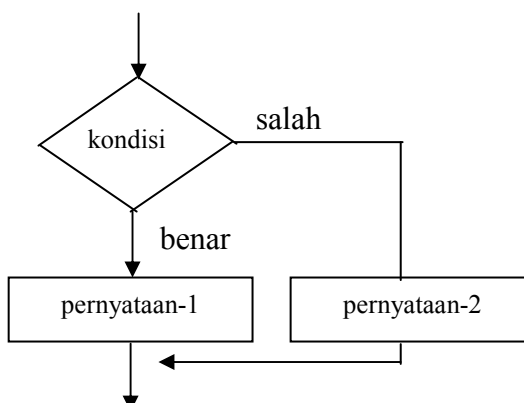 kondisi
salah
benar
pernyataan-1
pernyataan-2